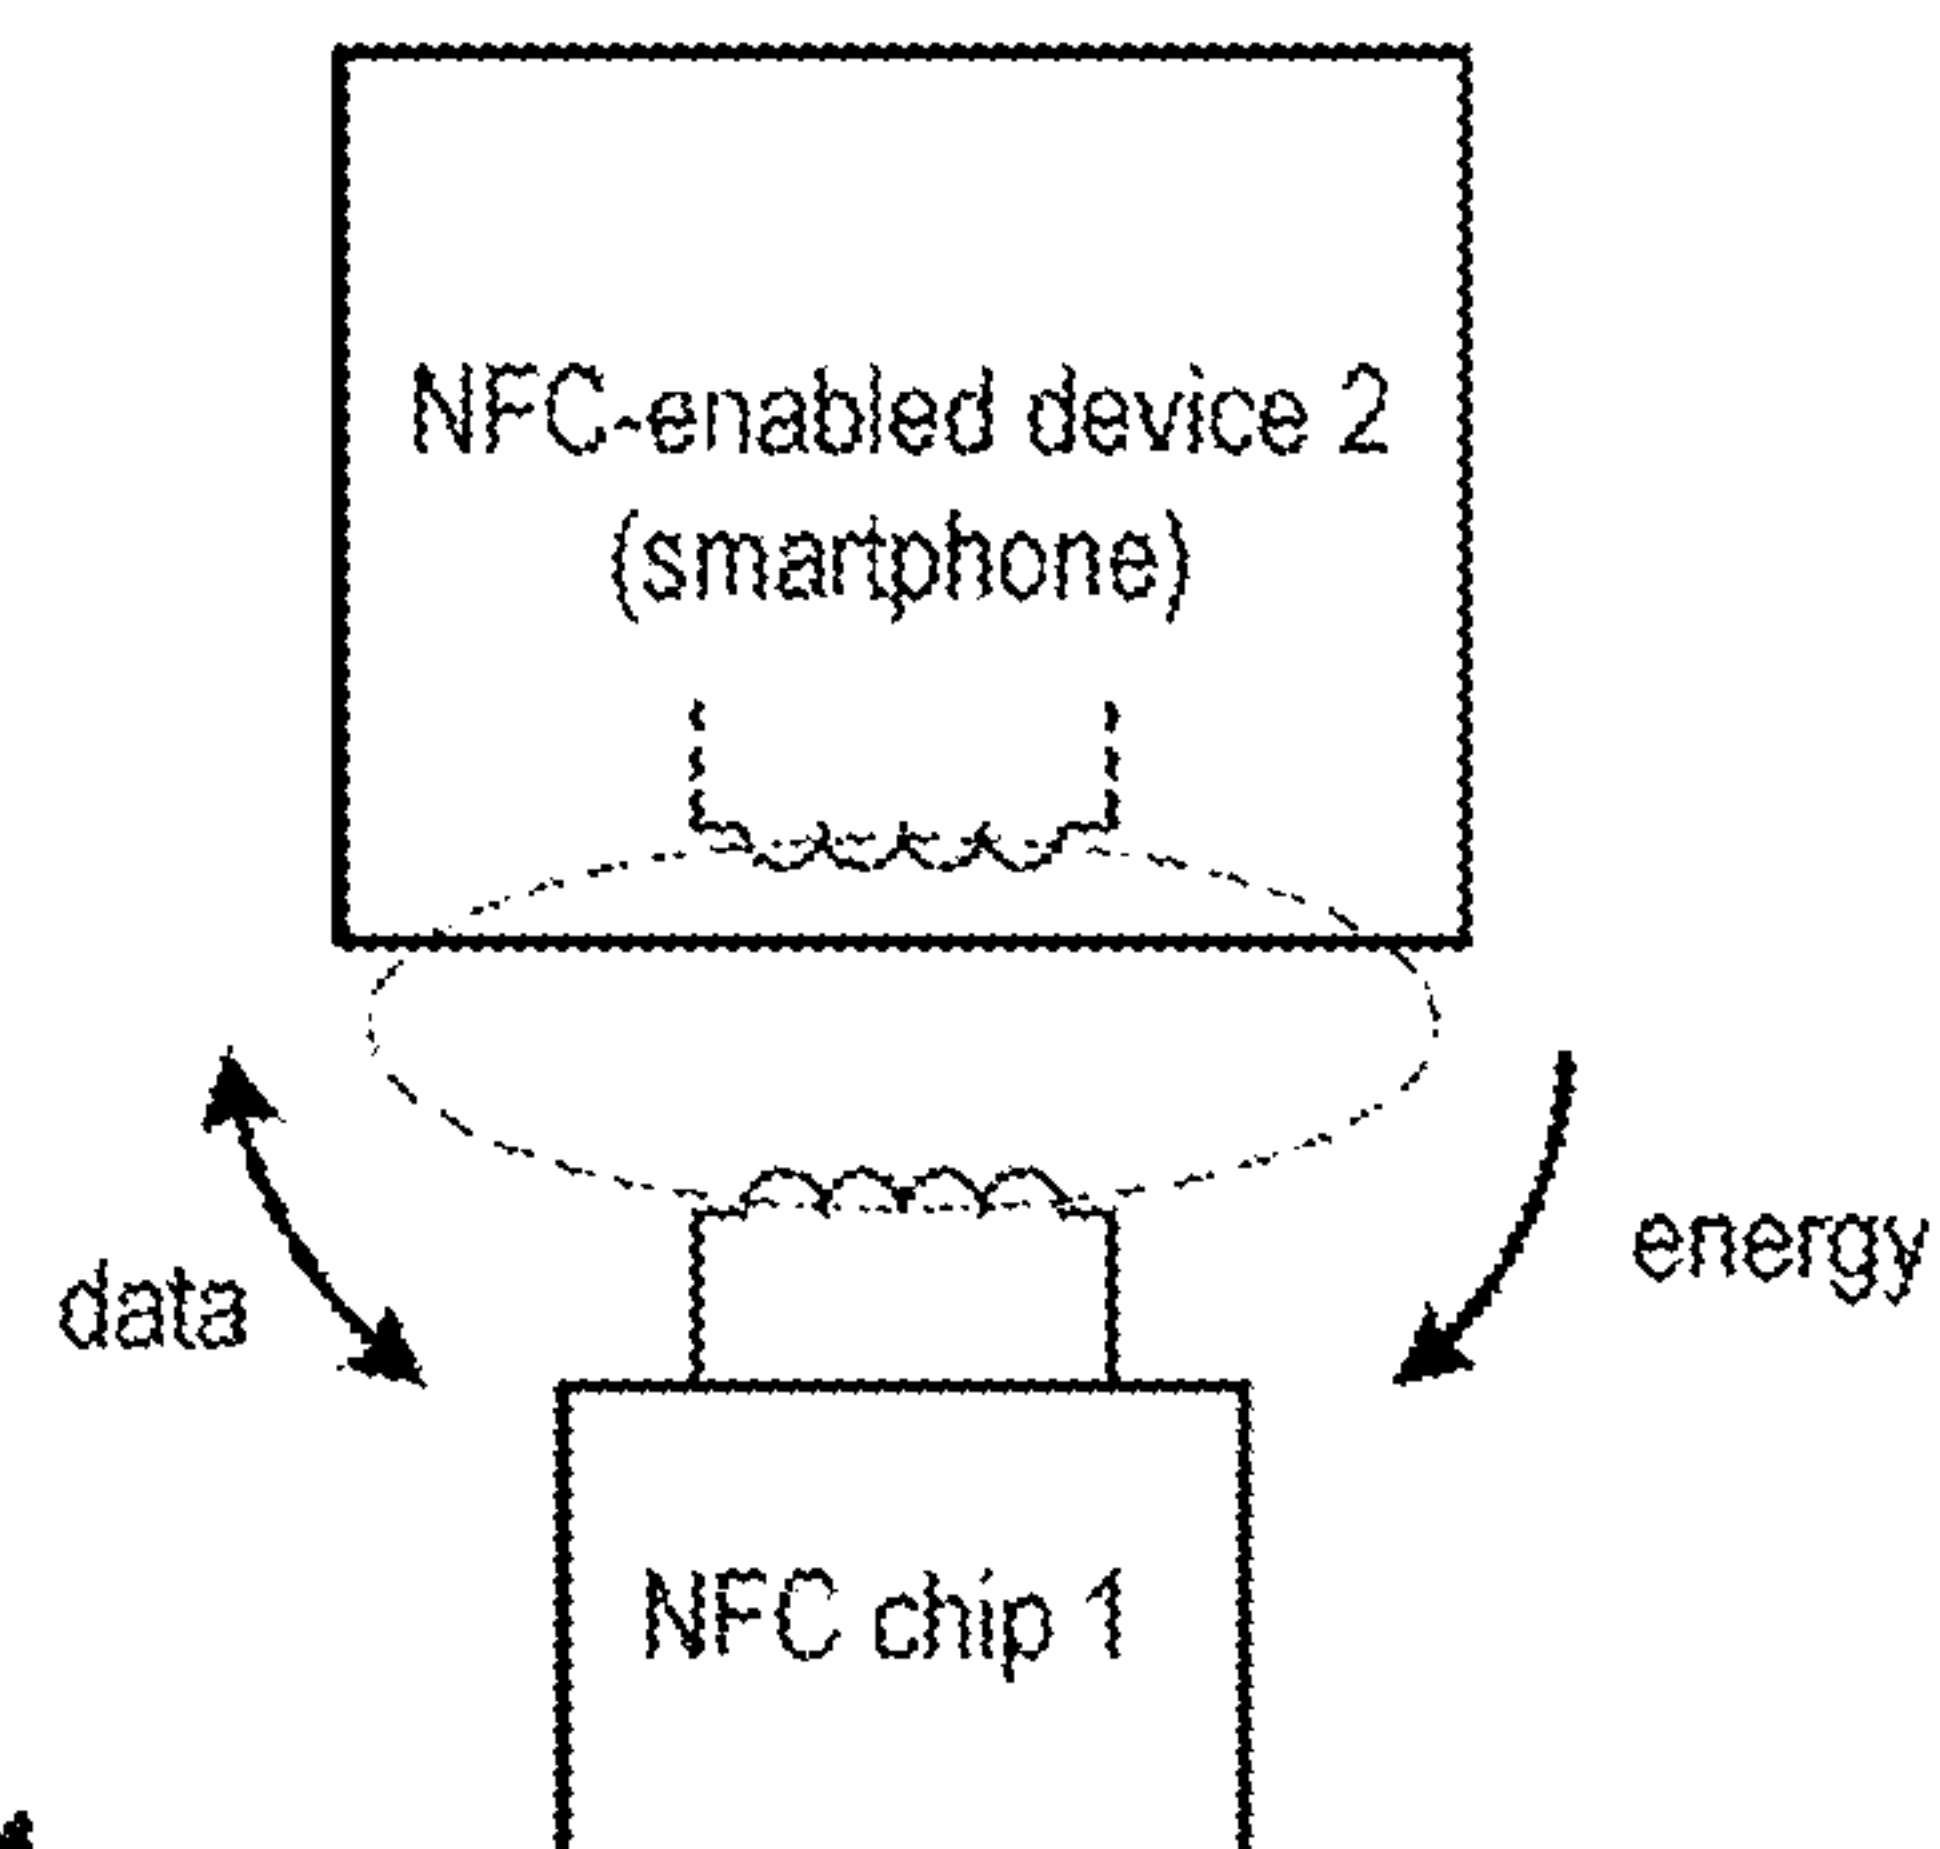 NFC-enabled device 2
(smartphone)
data
energy
NFC chip 1